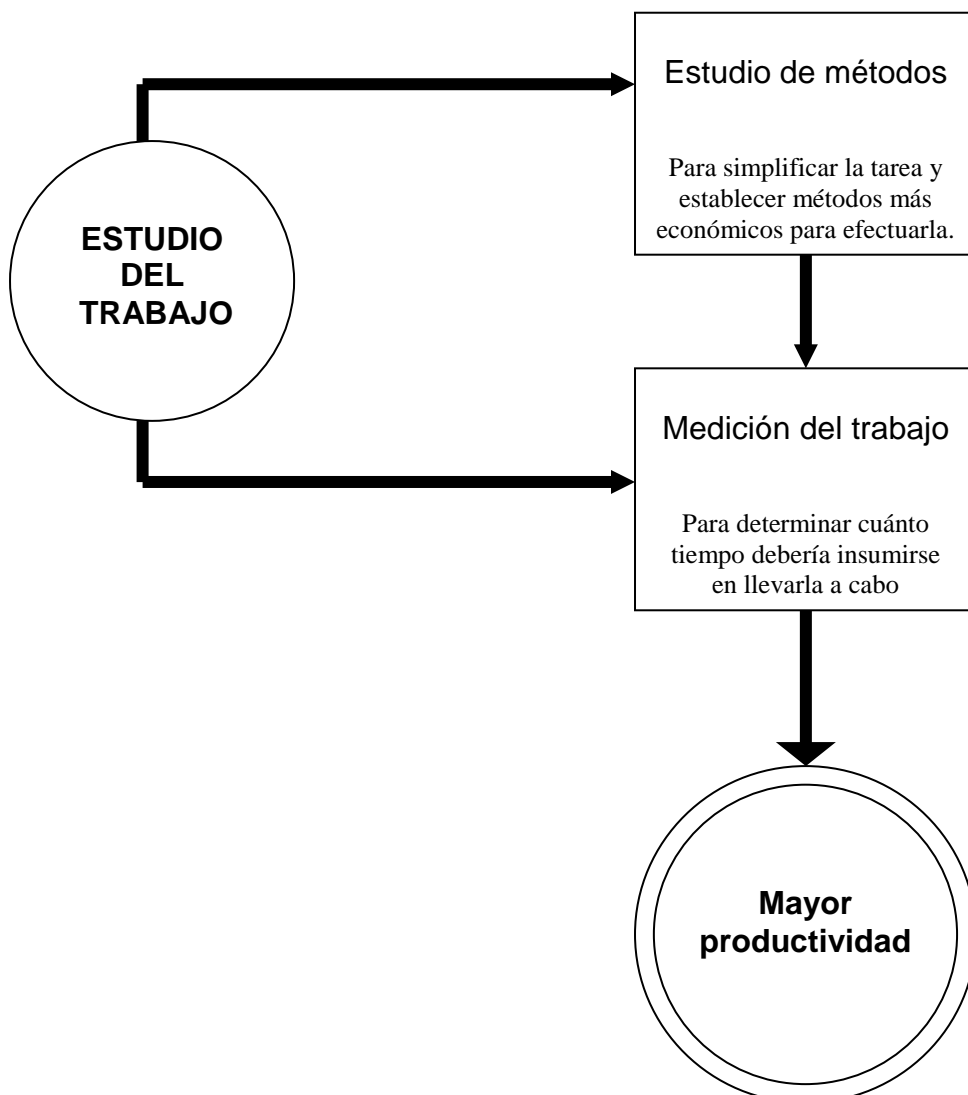 Estudio de métodos
Para simplificar la tarea y
establecer métodos más
económicos para efectuarla.
ESTUDIO
DEL
TRABAJO
Medición del trabajo
Para determinar cuánto
tiempo debería insumirse
en llevarla a cabo
Mayor
productividad